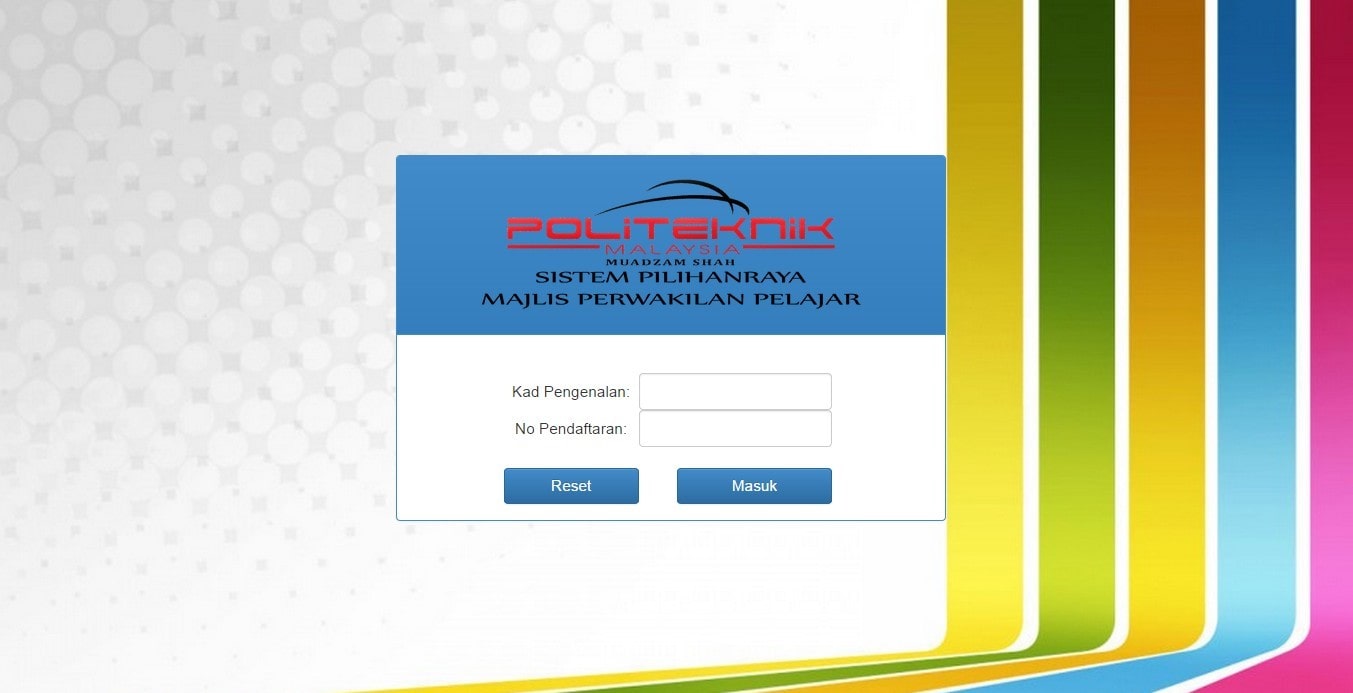 POLITEKNIK
MALAYSIA
MUADZAM SHAH
SISTEM PILIHANRAYA
MAJLIS PERWAKILAN PELAJAR
Kad Pengenalan:
No Pendaftaran:
Reset Masuk